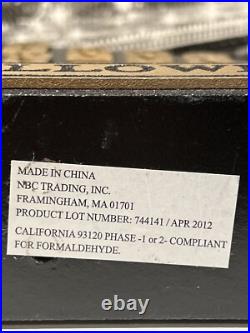 LOW
MADE IN CHINA
NBC TRADING, INC.
FRAMINGHAM, MA 01701
PRODUCT LOT NUMBER: 744141 / APR 2012
CALIFORNIA 93120 PHASE -1 or 2- COMPLIANT
FOR FORMALDEHYDE.